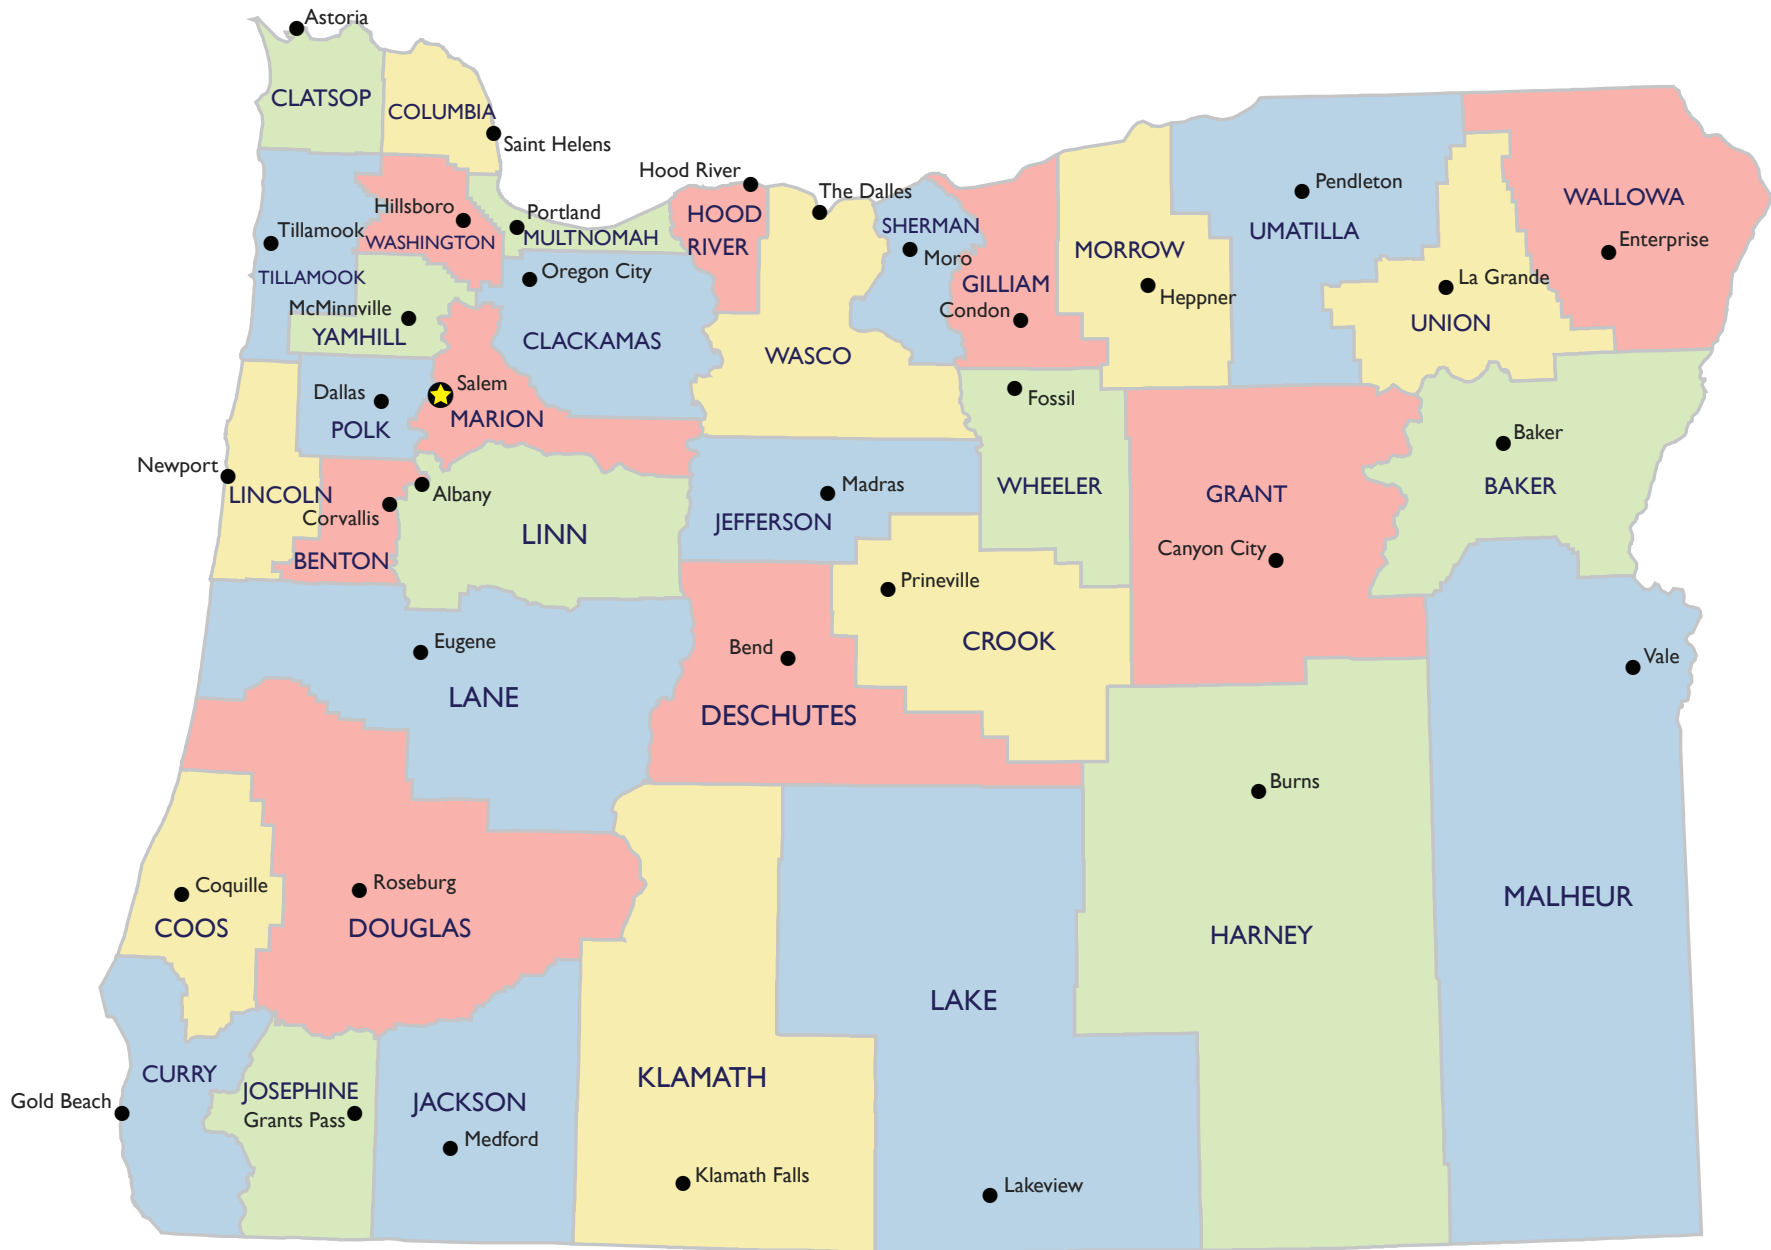 Astoria
CLATSOP
COLUMBIA
Saint Helens
Hood River
The Dalles
Pendleton
WALLOWA
Hillsboro
Portland
HOOD
RIVER
SHERMAN
UMATILLA
Enterprise
Tillamook
WASHINGTON
MULTNOMAH
Moro
MORROW
TILLAMOOK
Oregon City
GILLIAM
Heppner
La Grande
McMinnville
YAMHILL
CLACKAMAS
WASCO
Condon
UNION
Dallas
POLK
Salem
MARION
Fossil
Baker
Newport
LINCOLN
Corvallis
Albany
BENTON
LINN
Madras
JEFFERSON
WHEELER
GRANT
BAKER
Canyon City
Prineville
Eugene
LANE
Bend
CROOK
Vale
DESCHUTES
Burns
Coquille
COOS
Roseburg
DOUGLAS
MALHEUR
HARNEY
LAKE
CURRY
JOSEPHINE
KLAMATH
JACKSON
Gold Beach
Grants Pass
Medford
Klamath Falls
Lakeview